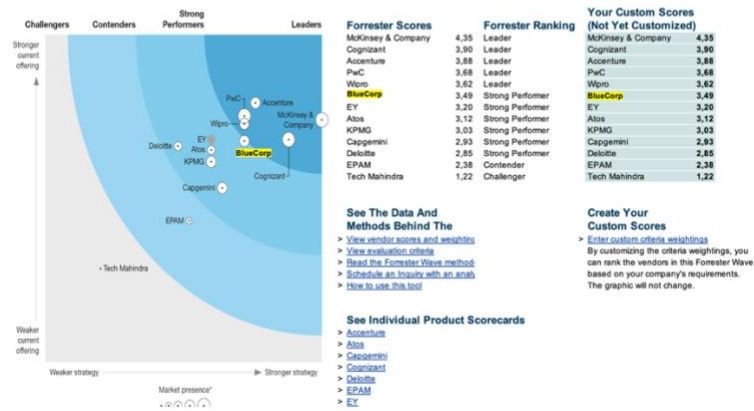 Challengers
Contenders
Strong
Performers
Leaders
Stronger
current
offering
PwC
Accenture
McKinsey &
Company
Wipro
EY
Deloitte
Atos
BlueCorp
KPMG
Cognizant
Capgemini
EPAM
Tech Mahindra
Weaker
current
offering
Weaker strategy
Stronger strategy
Market presence*
Forrester Scores Forrester Ranking
McKinsey & Company 4,35 Leader
Cognizant 3,90 Leader
Accenture 3,88 Leader
PwC 3,68 Leader
Wipro 3,62 Leader
BlueCorp 3,49 Strong Performer
EY 3,20 Strong Performer
Atos 3,12 Strong Performer
KPMG 3,03 Strong Performer
Capgemini 2,93 Strong Performer
Deloitte 2,85 Strong Performer
EPAM 2,38 Contender
Tech Mahindra 1,22 Challenger
Your Custom Scores
(Not Yet Customized)
McKinsey & Company 4,35
Cognizant 3,90
Accenture 3,88
PwC 3,68
Wipro 3,62
BlueCorp 3,49
EY 3,20
Atos 3,12
KPMG 3,03
Capgemini 2,93
Deloitte 2,85
EPAM 2,38
Tech Mahindra 1,22
See The Data And
Methods Behind The
> View vendor scores and weighting
> View evaluation criteria
> Read the Forrester Wave method
> Schedule an Inquiry with an
> How to use this tool
Create Your
Custom Scores
> Enter custom criteria weightings
By customizing the criteria weightings, you
can rank the vendors in this Forrester Wave
based on your company's requirements.
The graphic will not change.
See Individual Product Scorecards
> Accenture
> Atos
> Capgemini
> Cognizant
> Deloitte
> EPAM
> EY